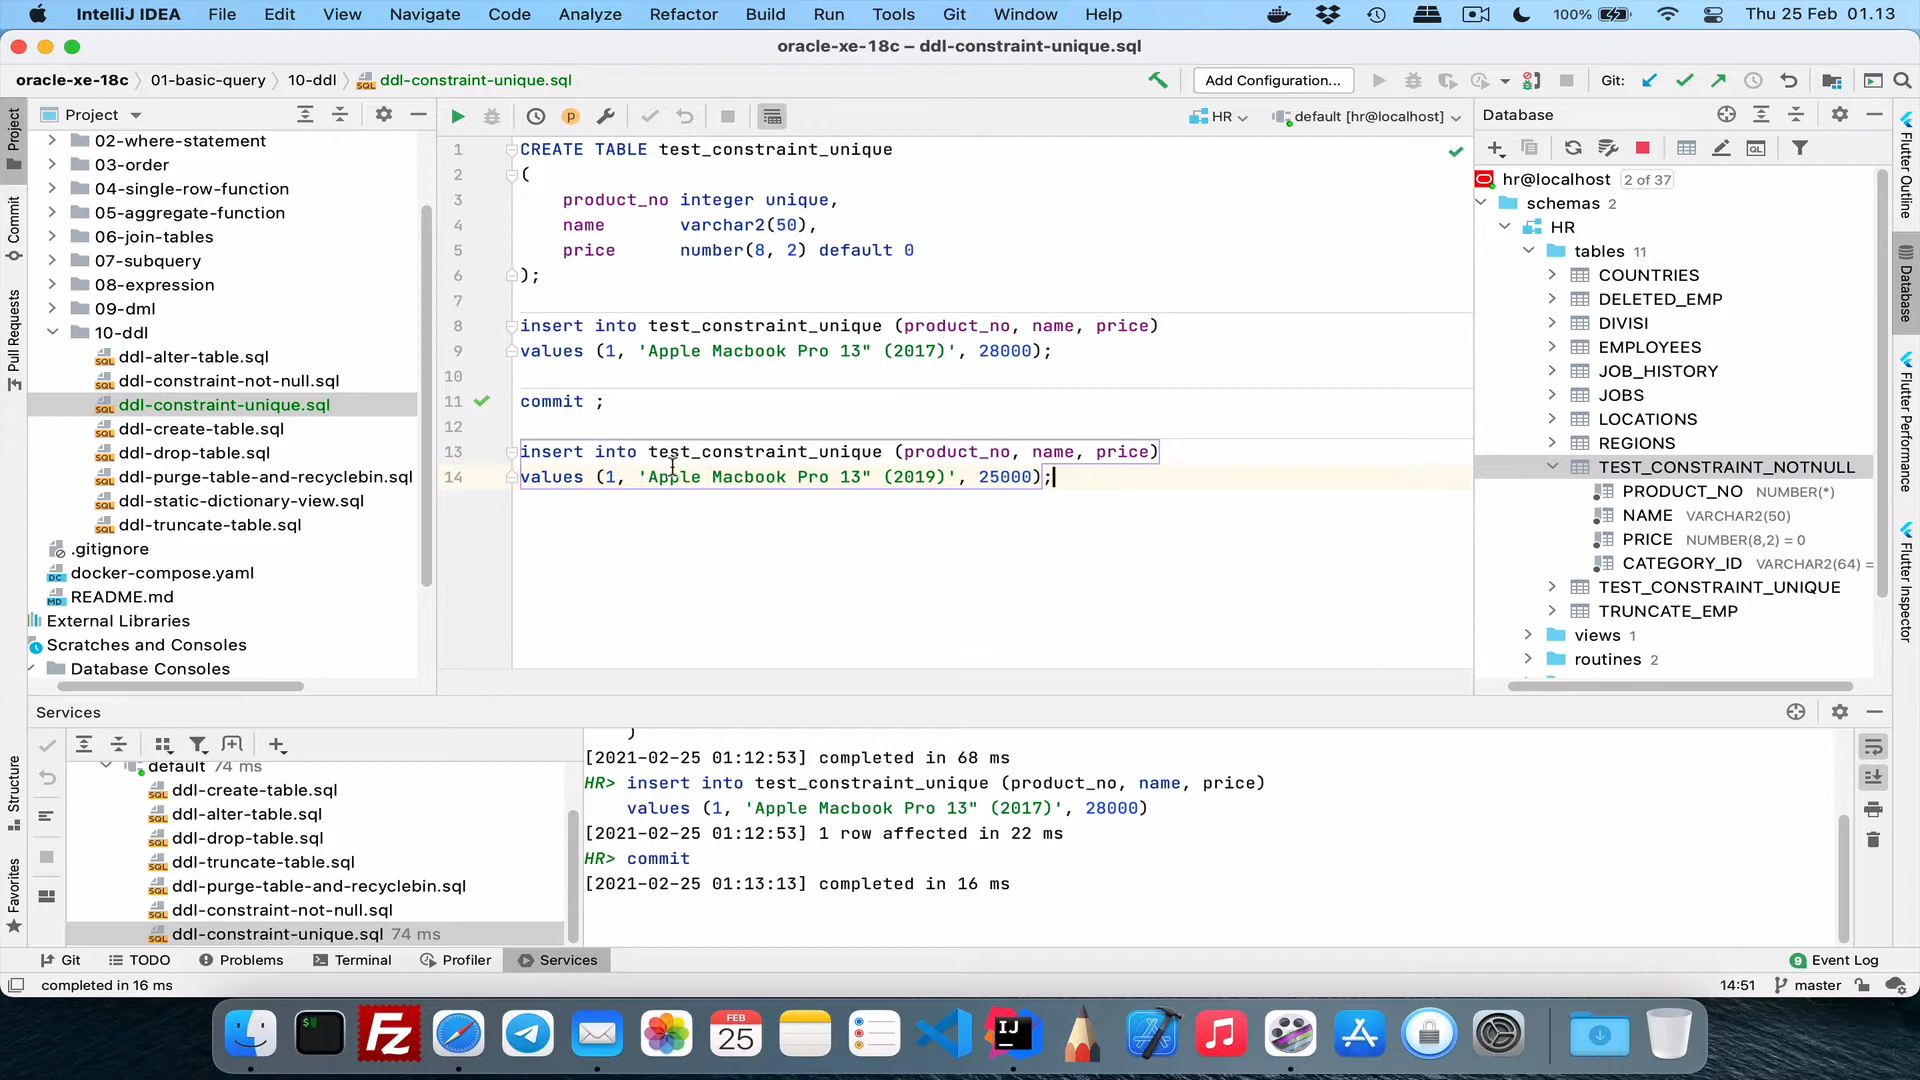 IntelliJ IDEA File Edit View Navigate Code Analyze Refactor Build Run Tools Git Window Help 100% Thu 25 Feb 01.13
oracle-xe-18c – ddl-constraint-unique.sql
oracle-xe-18c 01-basic-query 10-ddl ddl-constraint-unique.sql Add Configuration... Git:
Project
02-where-statement
03-order
04-single-row-function
05-aggregate-function
06-join-tables
07-subquery
08-expression
09-dml
10-ddl
ddl-alter-table.sql
ddl-constraint-not-null.sql
ddl-constraint-unique.sql
ddl-create-table.sql
ddl-drop-table.sql
ddl-purge-table-and-recyclebin.sql
ddl-static-dictionary-view.sql
ddl-truncate-table.sql
.gitignore
docker-compose.yaml
README.md
External Libraries
Scratches and Consoles
Database Consoles
HR default [hr@localhost]
1 CREATE TABLE test_constraint_unique
2 (
3 product_no integer unique,
4 name varchar2(50),
5 price number(8, 2) default 0
6 );
7
8 insert into test_constraint_unique (product_no, name, price)
9 values (1, 'Apple Macbook Pro 13" (2017)', 28000);
10
11 commit ;
12
13 insert into test_constraint_unique (product_no, name, price)
14 values (1, 'Apple Macbook Pro 13" (2019)', 25000);
Database
hr@localhost 2 of 37
schemas 2
HR
tables 11
COUNTRIES
DELETED_EMP
DIVISI
EMPLOYEES
JOB_HISTORY
JOBS
LOCATIONS
REGIONS
TEST_CONSTRAINT_NOTNULL
PRODUCT_NO NUMBER(*)
NAME VARCHAR2(50)
PRICE NUMBER(8,2) = 0
CATEGORY_ID VARCHAR2(64) =
TEST_CONSTRAINT_UNIQUE
TRUNCATE_EMP
views 1
routines 2
Project
Commit
Pull Requests
Structure
Favorites
Flutter Outline
Database
Flutter Performance
Flutter Inspector
Services
default 74 ms
ddl-create-table.sql
ddl-alter-table.sql
ddl-drop-table.sql
ddl-truncate-table.sql
ddl-purge-table-and-recyclebin.sql
ddl-constraint-not-null.sql
ddl-constraint-unique.sql 74 ms
)
[2021-02-25 01:12:53] completed in 68 ms
HR> insert into test_constraint_unique (product_no, name, price)
values (1, 'Apple Macbook Pro 13" (2017)', 28000)
[2021-02-25 01:12:53] 1 row affected in 22 ms
HR> commit
[2021-02-25 01:13:13] completed in 16 ms
Git TODO Problems Terminal Profiler Services 9 Event Log
completed in 16 ms 14:51 master
FEB
25
IJ
Fz